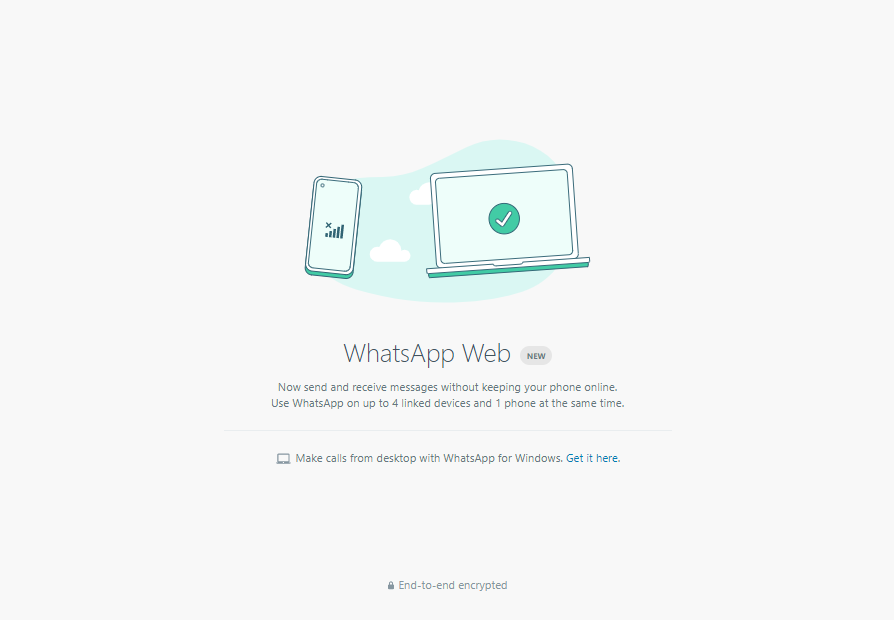 WhatsApp Web NEW
Now send and receive messages without keeping your phone online.
Use WhatsApp on up to 4 linked devices and 1 phone at the same time.
Make calls from desktop with WhatsApp for Windows. Get it here.
End-to-end encrypted